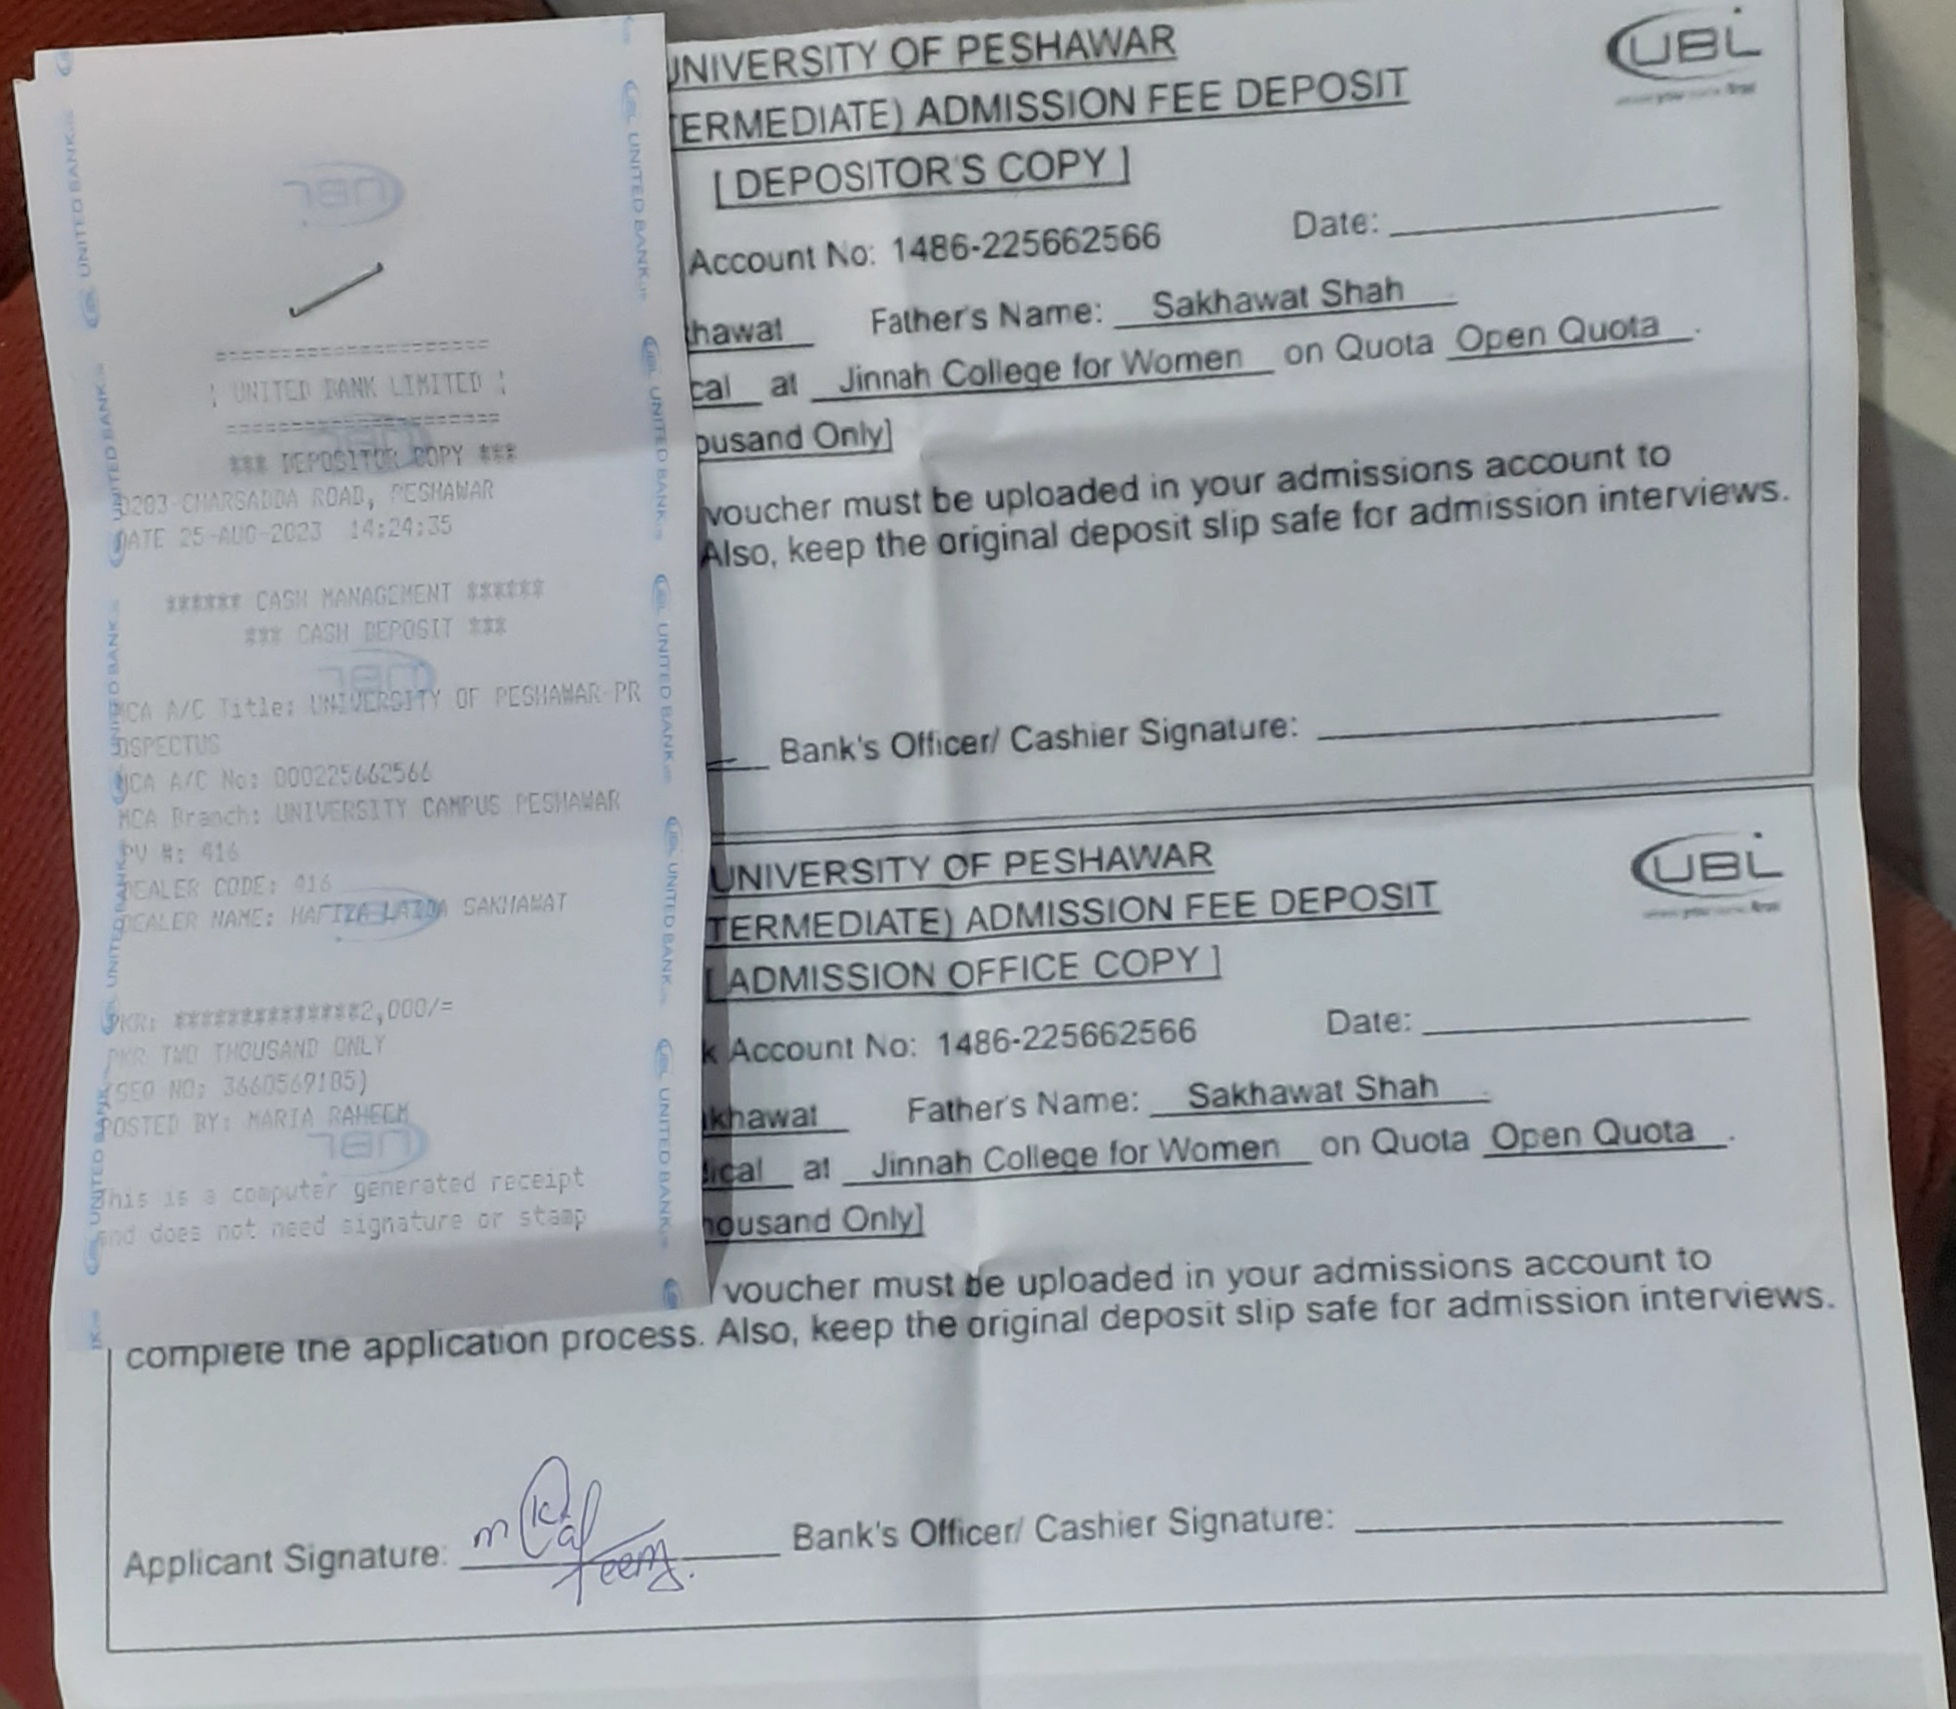 UBL
UNITED BANK LIMITED
*** DEPOSITOR COPY ***
0283-CHARSADDA ROAD, PESHAWAR
DATE 25-AUG-2023 14:24:35
****** CASH MANAGEMENT ******
*** CASH DEPOSIT ***
MCA A/C Title: UNIVERSITY OF PESHAWAR-PR
OSPECTUS
MCA A/C No: 000225662566
MCA Branch: UNIVERSITY CAMPUS PESHAWAR
PV #: 416
DEALER CODE: 416
DEALER NAME: HAFIZA LAIBA SAKHAWAT
PKR: **************2,000/=
PKR TWO THOUSAND ONLY
(SEQ NO: 3660569185)
POSTED BY: MARIA RAHEEM
This is a computer generated receipt
and does not need signature or stamp
UNIVERSITY OF PESHAWAR
TERMEDIATE) ADMISSION FEE DEPOSIT
[ DEPOSITOR'S COPY ]
UBL
Account No: 1486-225662566 Date:
hawat Father's Name: Sakhawat Shah
cal at Jinnah College for Women on Quota Open Quota .
ousand Only]
voucher must be uploaded in your admissions account to
Also, keep the original deposit slip safe for admission interviews.
Bank's Officer/ Cashier Signature:
UNIVERSITY OF PESHAWAR
TERMEDIATE) ADMISSION FEE DEPOSIT
[ ADMISSION OFFICE COPY ]
UBL
k Account No: 1486-225662566 Date:
khawat Father's Name: Sakhawat Shah .
ical at Jinnah College for Women on Quota Open Quota .
housand Only]
voucher must be uploaded in your admissions account to
complete the application process. Also, keep the original deposit slip safe for admission interviews.
Applicant Signature: Bank's Officer/ Cashier Signature: